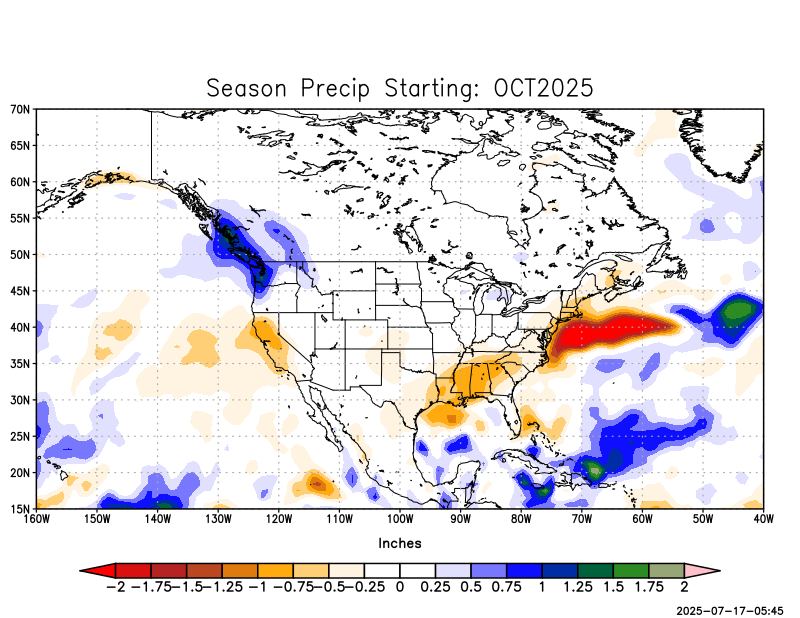 Season Precip Starting: OCT2025
70N
65N
60N
55N
50N
45N
40N
35N
30N
25N
20N
15N
160W 150W 140W 130W 120W 110W 100W 90W 80W 70W 60W 50W 40W
Inches
-2 -1.75 -1.5 -1.25 -1 -0.75 -0.5 -0.25 0 0.25 0.5 0.75 1 1.25 1.5 1.75 2
2025-07-17-05:45